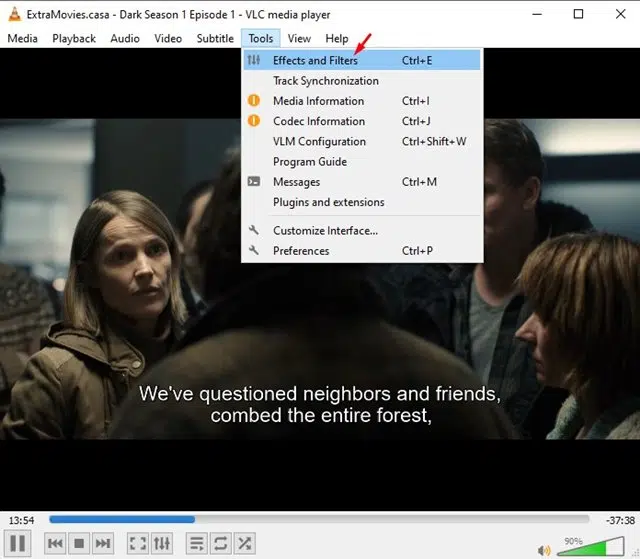 ExtraMovies.casa - Dark Season 1 Episode 1 - VLC media player
Media Playback Audio Video Subtitle Tools View Help
Effects and Filters Ctrl+E
Track Synchronization
Media Information Ctrl+I
Codec Information Ctrl+J
VLM Configuration Ctrl+Shift+W
Program Guide
Messages Ctrl+M
Plugins and extensions
Customize Interface...
Preferences Ctrl+P
We've questioned neighbors and friends,
combed the entire forest,
13:54 -37:38
90%